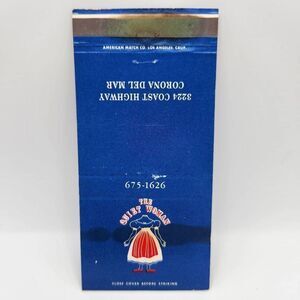 AMERICAN MATCH CO. LOS ANGELES, CALIF.
3224 COAST HIGHWAY
CORONA DEL MAR
675-1626
THE
QUIET WOMAN
CLOSE COVER BEFORE STRIKING